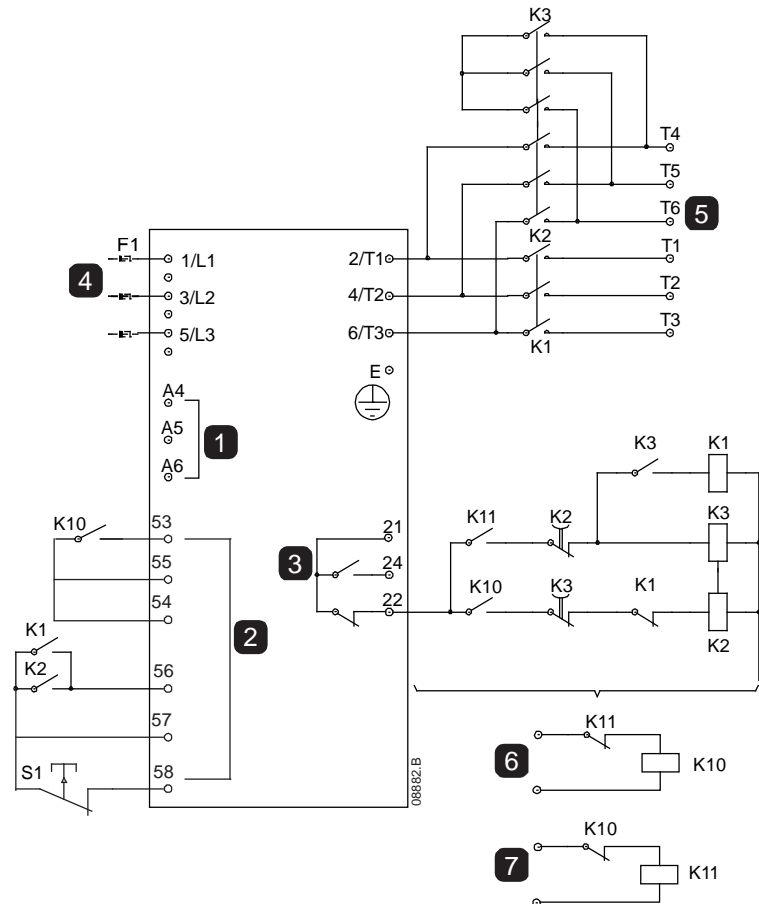 K3
T4
T5
T6 5
F1 K2
1/L1 2/T1 T1
4
3/L2 4/T2 T2
5/L3 6/T3 T3
K1
E
A4
A5 1
A6
K3 K1
K10 53 21 K11 K2 K3
55 3 24
54 22 K10 K3 K1
K1 2 K2
K2 56
57
K11
6 K10
S1 58
08882.B
K10
7 K11